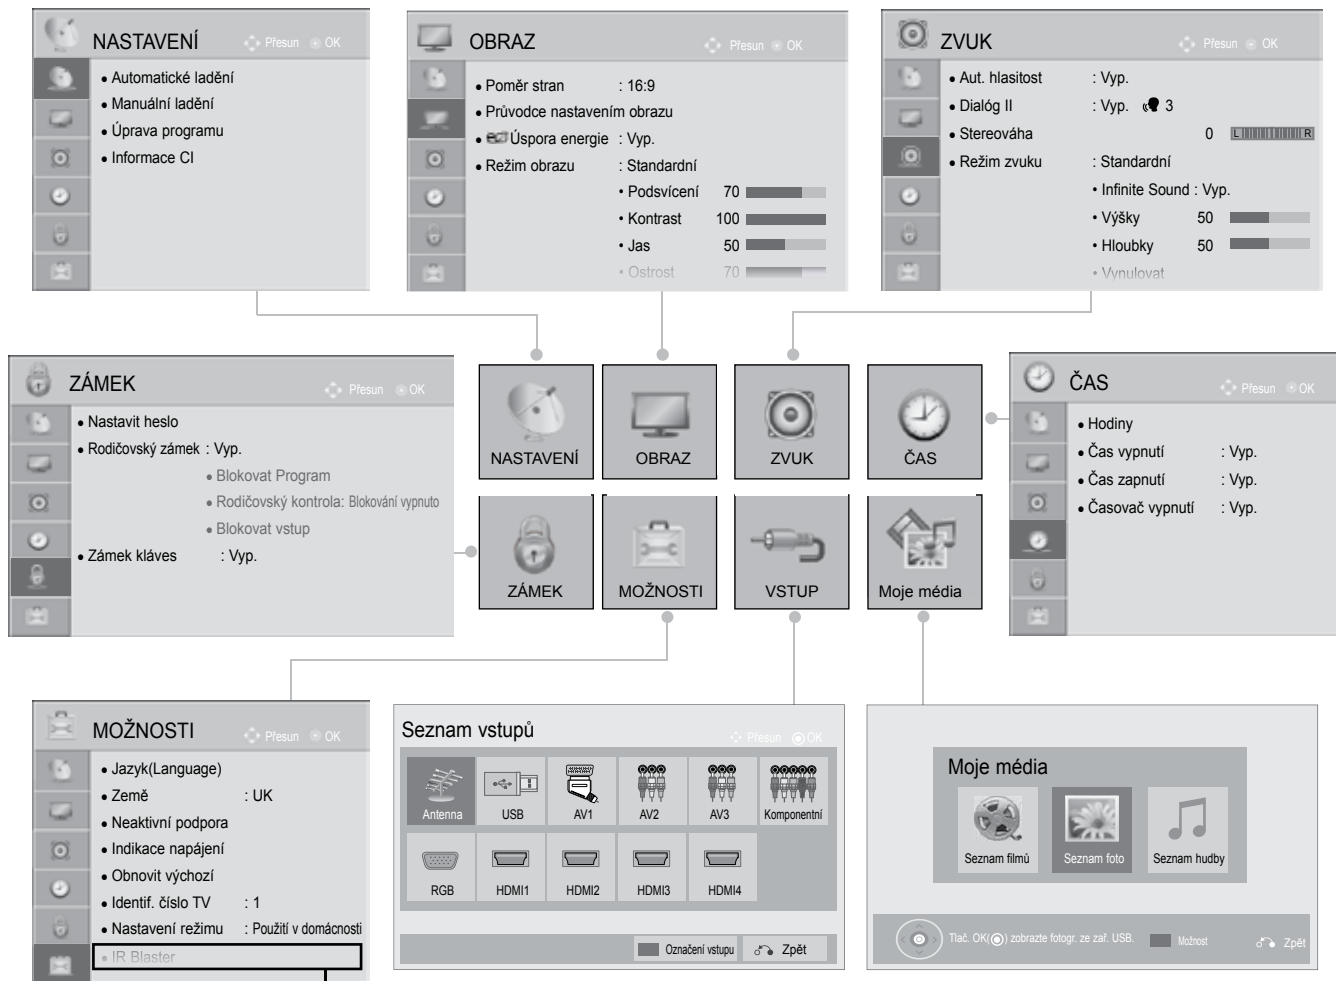 NASTAVENÍ
Přesun OK
• Automatické ladění
• Manuální ladění
• Úprava programu
• Informace CI
OBRAZ
Přesun OK
• Poměr stran : 16:9
• Průvodce nastavením obrazu
• Úspora energie : Vyp.
• Režim obrazu : Standardní
• Podsvícení 70
• Kontrast 100
• Jas 50
• Ostrost 70
ZVUK
Přesun OK
• Aut. hlasitost : Vyp.
• Dialóg II : Vyp. 3
• Stereováha 0 L R
• Režim zvuku : Standardní
• Infinite Sound : Vyp.
• Výšky 50
• Hloubky 50
• Vynulovat
ZÁMEK
Přesun OK
• Nastavit heslo
• Rodičovský zámek : Vyp.
• Blokovat Program
• Rodičovský kontrola: Blokování vypnuto
• Blokovat vstup
• Zámek kláves : Vyp.
NASTAVENÍ
OBRAZ
ZVUK
ČAS
ZÁMEK
MOŽNOSTI
VSTUP
Moje média
ČAS
Přesun OK
• Hodiny
• Čas vypnutí : Vyp.
• Čas zapnutí : Vyp.
• Časovač vypnutí : Vyp.
MOŽNOSTI
Přesun OK
• Jazyk(Language)
• Země : UK
• Neaktivní podpora
• Indikace napájení
• Obnovit výchozí
• Identif. číslo TV : 1
• Nastavení režimu : Použití v domácnosti
• IR Blaster
Seznam vstupů
Přesun OK
Antenna USB AV1 AV2 AV3 Komponentní
RGB HDMI1 HDMI2 HDMI3 HDMI4
Označení vstupu Zpět
Moje média
Seznam filmů Seznam foto Seznam hudby
Tlač. OK(◉) zobrazte fotogr. ze zař. USB. Možnost Zpět